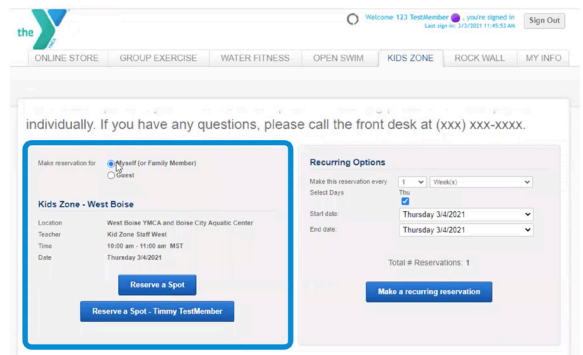 the
YMCA
Welcome 123 TestMember , you're signed in
Last sign in: 3/3/2021 11:45:53 AM
Sign Out
ONLINE STORE
GROUP EXERCISE
WATER FITNESS
OPEN SWIM
KIDS ZONE
ROCK WALL
MY INFO
individually. If you have any questions, please call the front desk at (xxx) xxx-xxxx.
Make reservation for
Myself (or Family Member)
Guest
Kids Zone - West Boise
Location West Boise YMCA and Boise City Aquatic Center
Teacher Kid Zone Staff West
Time 10:00 am - 11:00 am MST
Date Thursday 3/4/2021
Reserve a Spot
Reserve a Spot - Timmy TestMember
Recurring Options
Make this reservation every 1 Week(s)
Select Days Thu
Start date: Thursday 3/4/2021
End date: Thursday 3/4/2021
Total # Reservations: 1
Make a recurring reservation